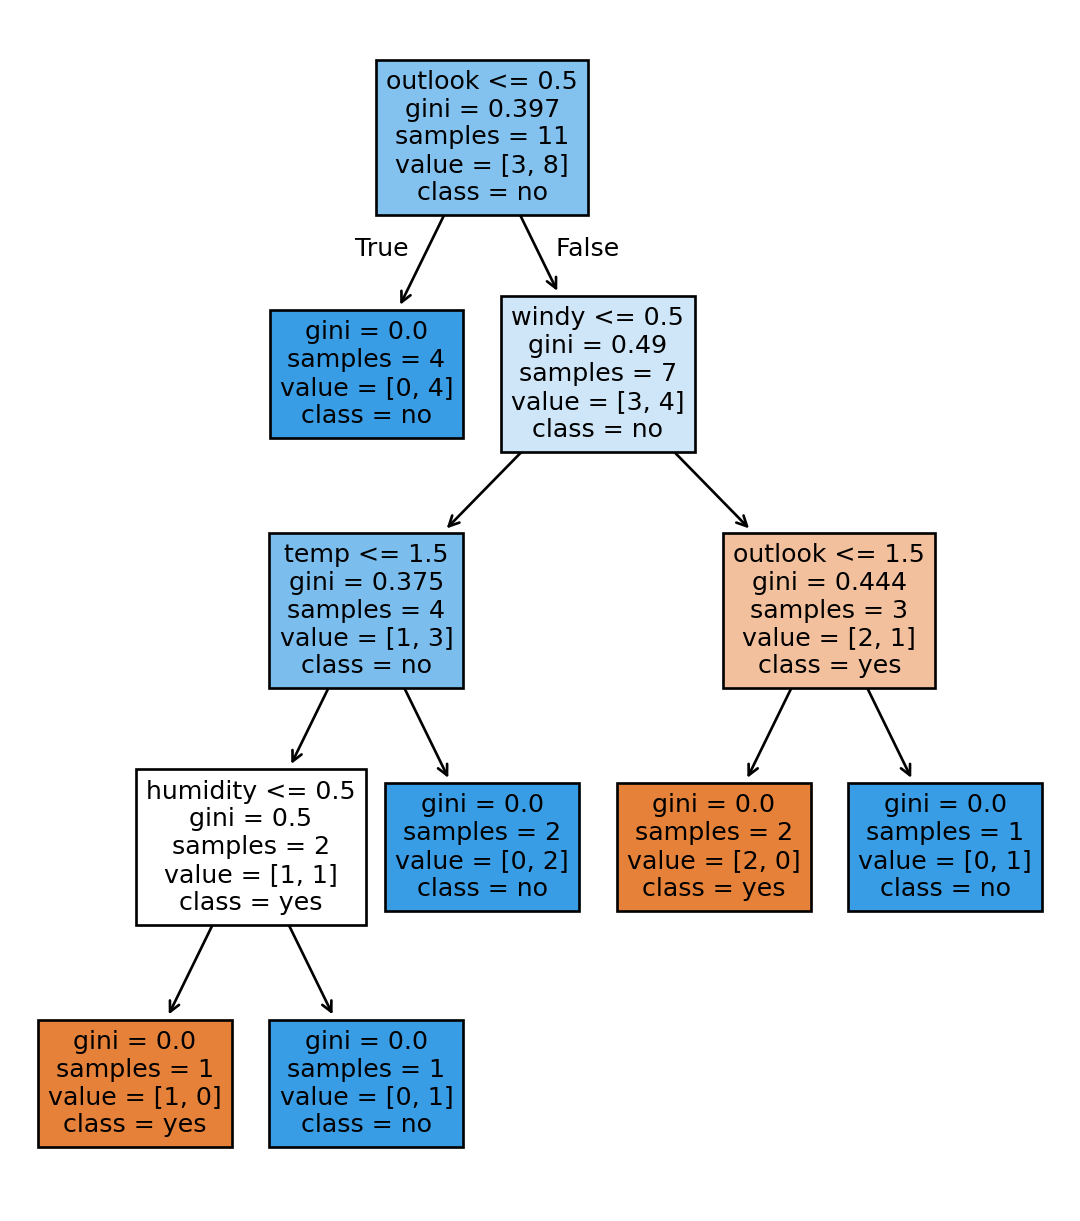 outlook <= 0.5
gini = 0.397
samples = 11
value = [3, 8]
class = no
True
False
gini = 0.0
samples = 4
value = [0, 4]
class = no
windy <= 0.5
gini = 0.49
samples = 7
value = [3, 4]
class = no
temp <= 1.5
gini = 0.375
samples = 4
value = [1, 3]
class = no
outlook <= 1.5
gini = 0.444
samples = 3
value = [2, 1]
class = yes
humidity <= 0.5
gini = 0.5
samples = 2
value = [1, 1]
class = yes
gini = 0.0
samples = 2
value = [0, 2]
class = no
gini = 0.0
samples = 2
value = [2, 0]
class = yes
gini = 0.0
samples = 1
value = [0, 1]
class = no
gini = 0.0
samples = 1
value = [1, 0]
class = yes
gini = 0.0
samples = 1
value = [0, 1]
class = no